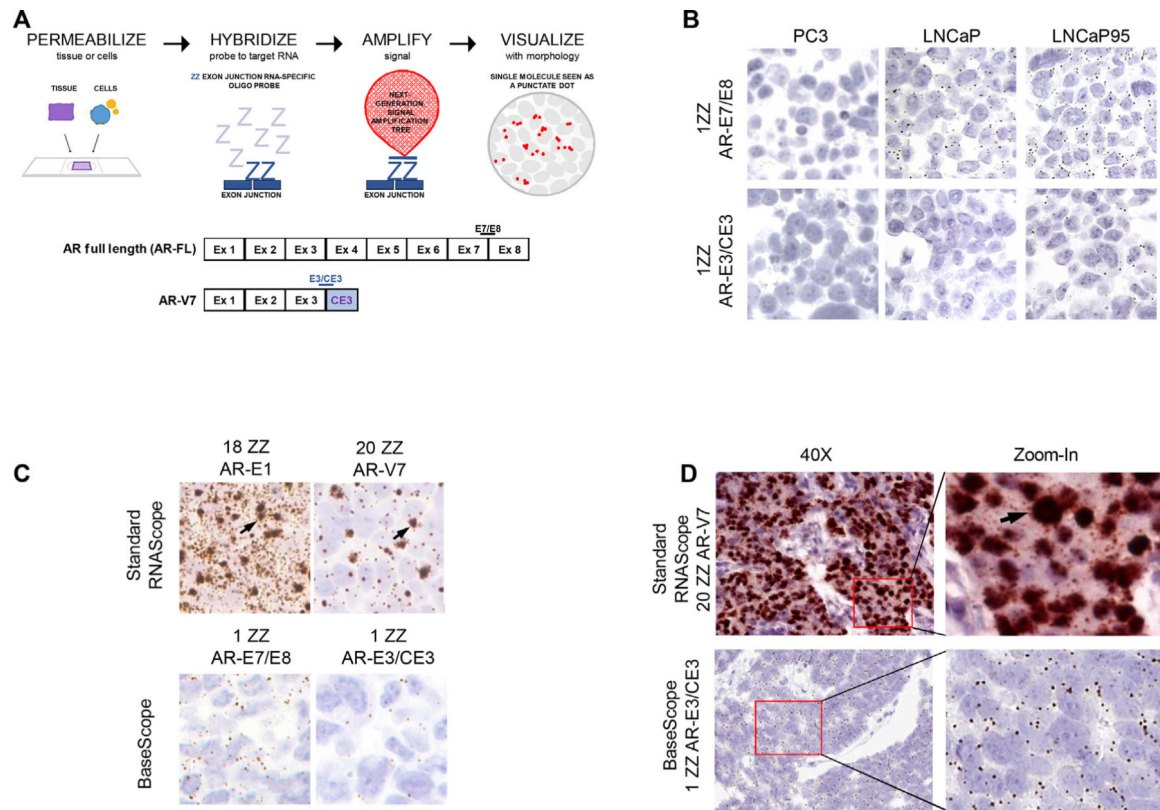 A
PERMEABILIZE
tissue or cells
HYBRIDIZE
probe to target RNA
AMPLIFY
signal
VISUALIZE
with morphology
TISSUE
CELLS
ZZ EXON JUNCTION RNA-SPECIFIC
OLIGO PROBE
Z
Z
Z
Z
Z
Z
Z
ZZ
EXON JUNCTION
NEXT-
GENERATION
SIGNAL
AMPLIFICATION
TREE
ZZ
EXON JUNCTION
SINGLE MOLECULE SEEN AS
A PUNCTATE DOT
E7/E8
AR full length (AR-FL)
Ex 1
Ex 2
Ex 3
Ex 4
Ex 5
Ex 6
Ex 7
Ex 8
E3/CE3
AR-V7
Ex 1
Ex 2
Ex 3
CE3
B
PC3
LNCaP
LNCaP95
1ZZ
AR-E7/E8
1ZZ
AR-E3/CE3
C
18 ZZ
AR-E1
20 ZZ
AR-V7
Standard
RNAScope
1 ZZ
AR-E7/E8
1 ZZ
AR-E3/CE3
BaseScope
D
40X
Zoom-In
Standard
RNAScope
20 ZZ AR-V7
BaseScope
1 ZZ AR-E3/CE3